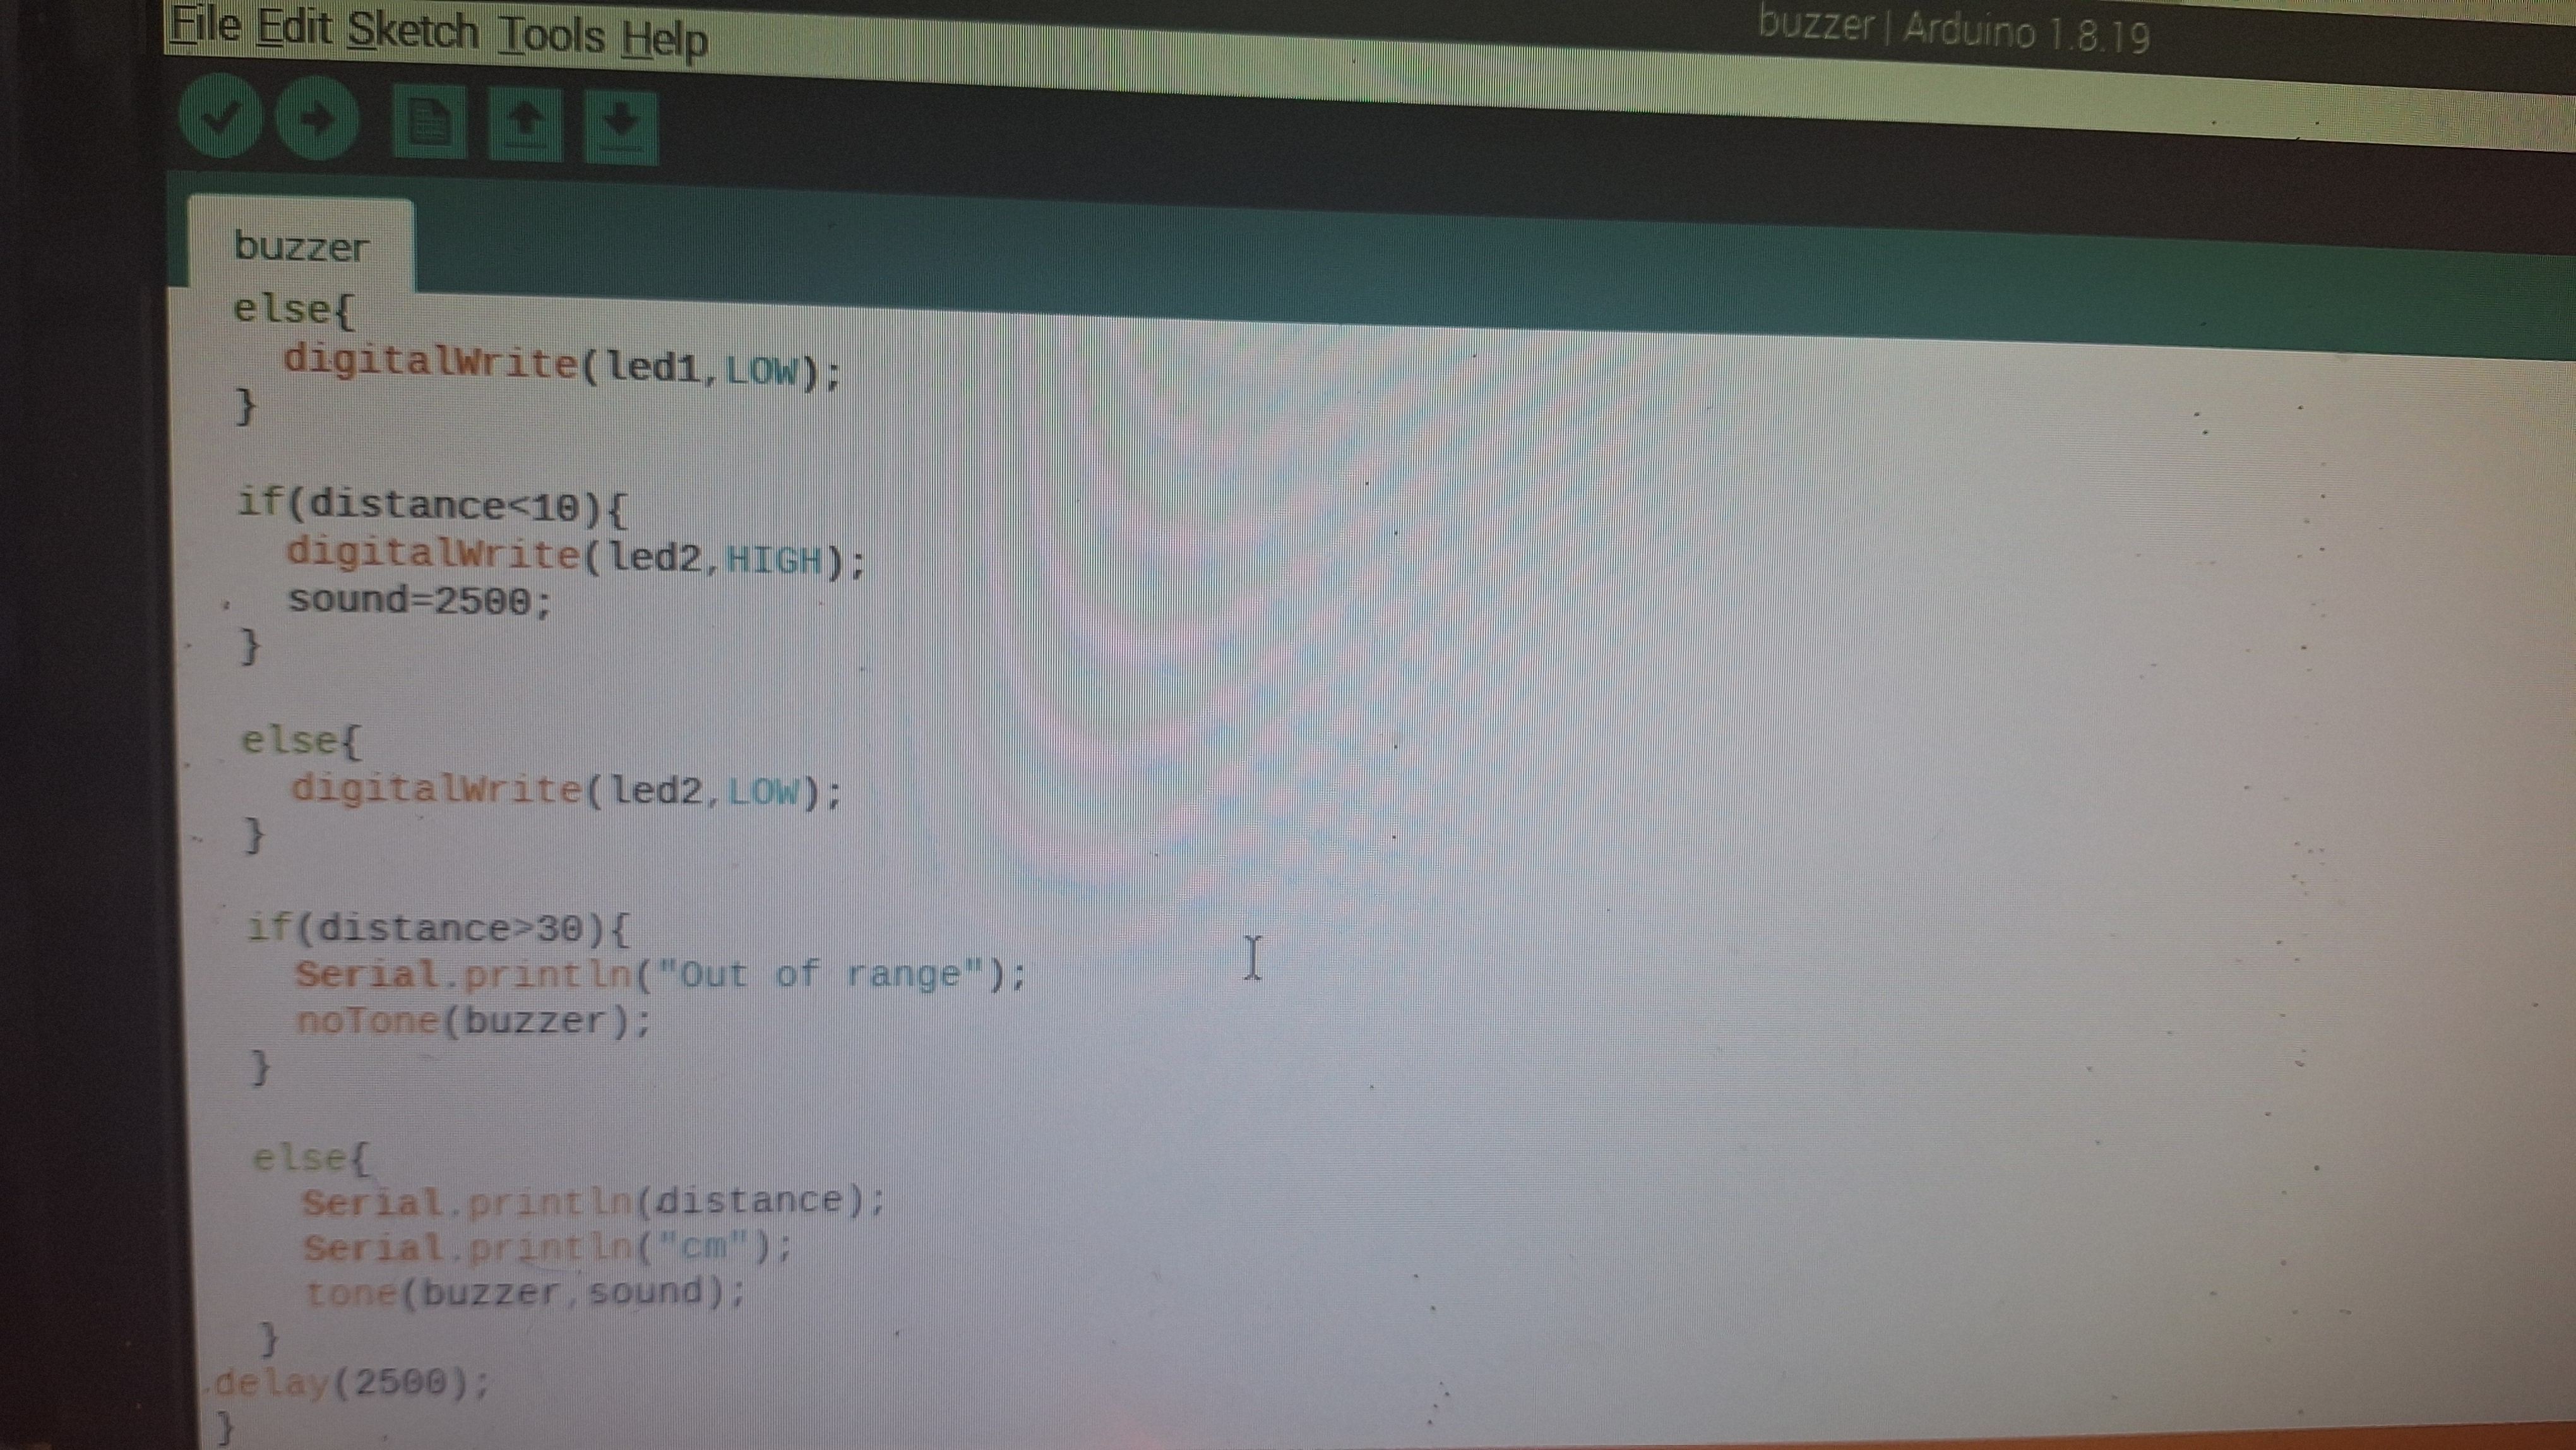 File Edit Sketch Tools Help
buzzer | Arduino 1.8.19
buzzer
else{
digitalWrite(led1,LOW);
}
if(distance<10){
digitalWrite(led2,HIGH);
sound=2500;
}
else{
digitalWrite(led2,LOW);
}
if(distance>30){
Serial.println("Out of range");
noTone(buzzer);
}
else{
Serial.println(distance);
Serial.println("cm");
tone(buzzer,sound);
}
delay(2500);
}